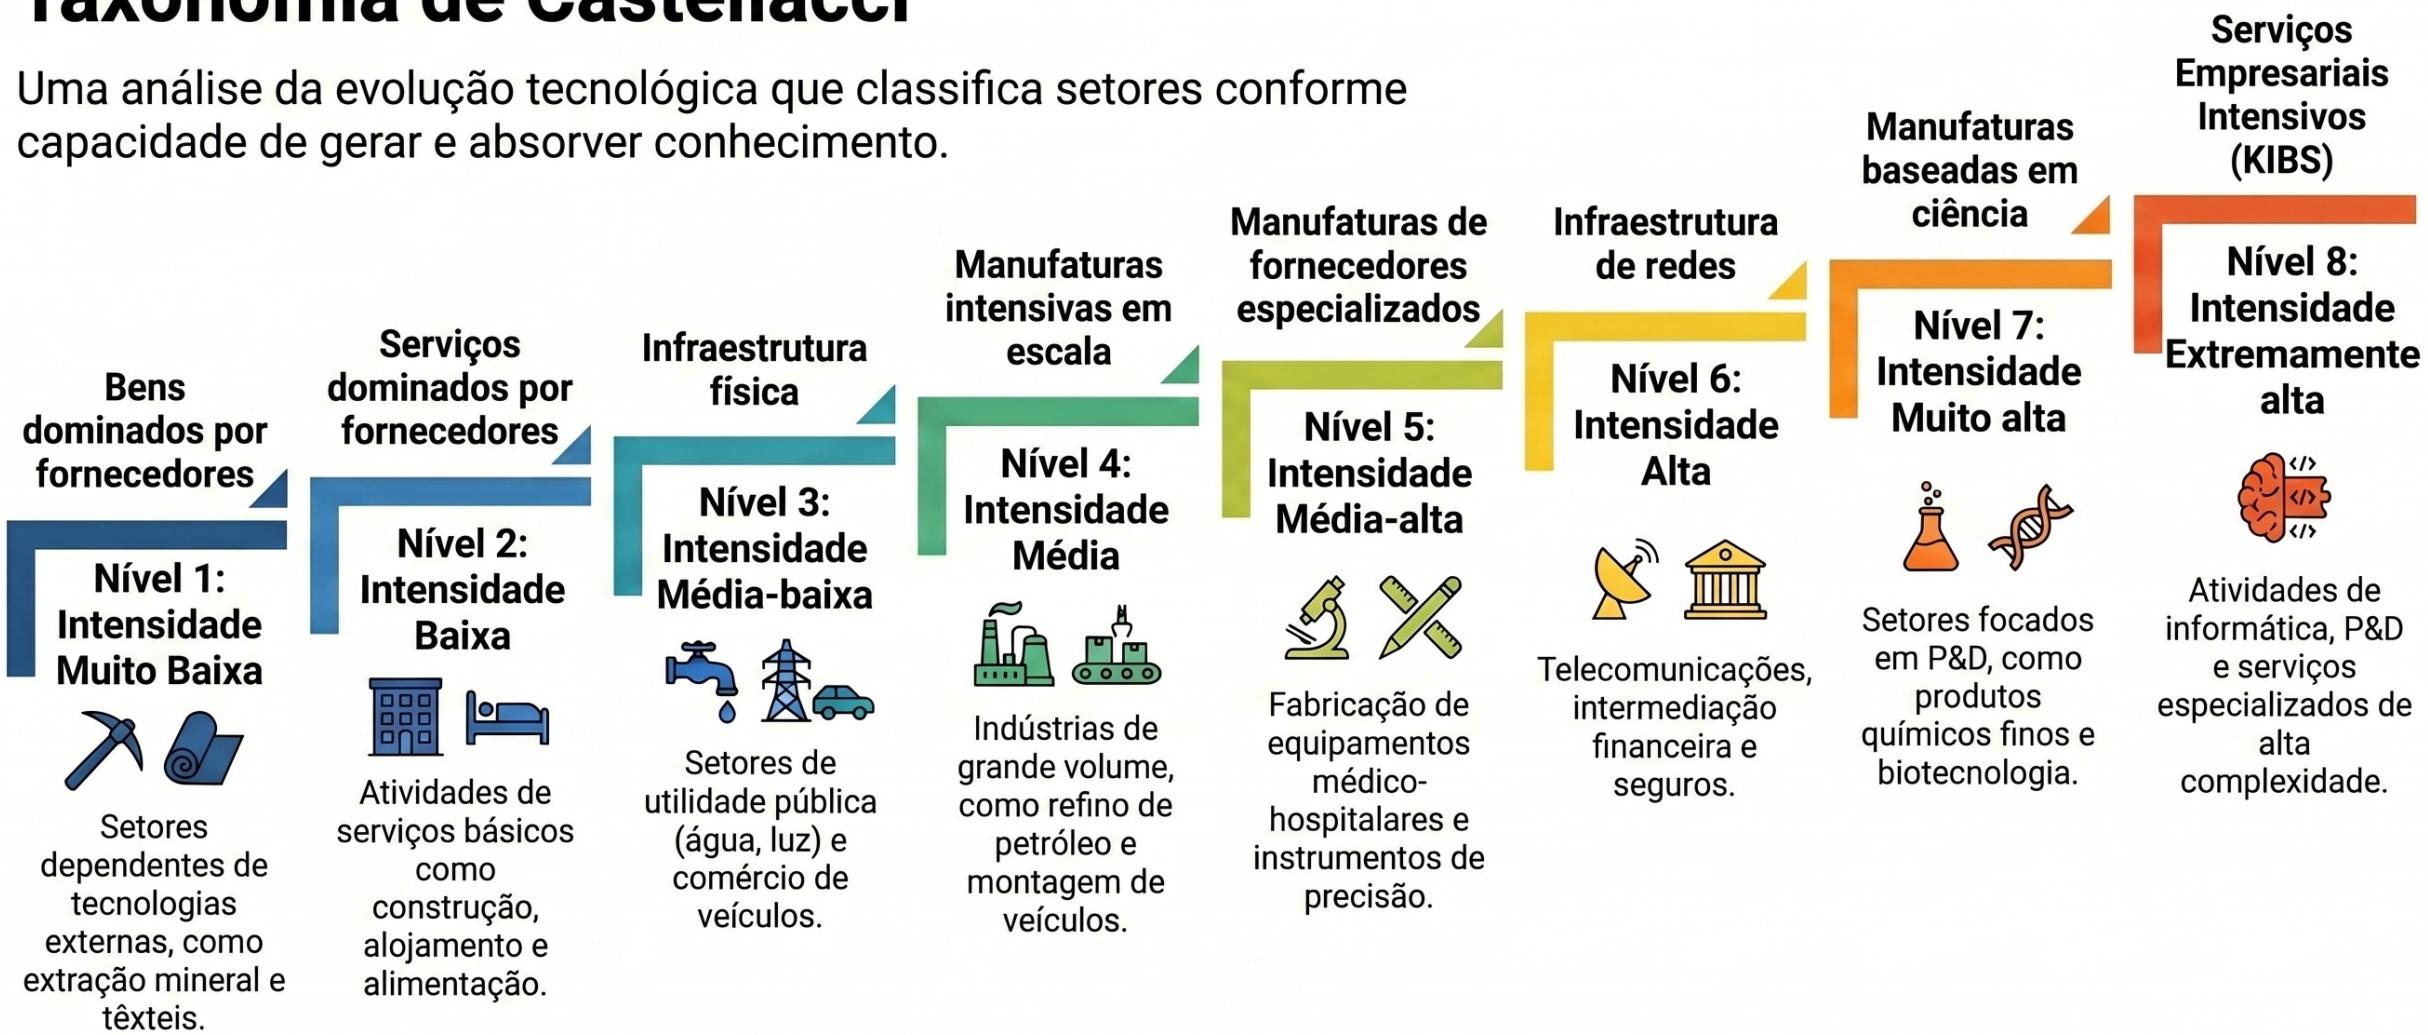 Taxonomia de Castellacci
Uma análise da evolução tecnológica que classifica setores conforme
capacidade de gerar e absorver conhecimento.
Bens
dominados por
fornecedores
Nível 1:
Intensidade
Muito Baixa
Setores
dependentes de
tecnologias
externas, como
extração mineral e
têxteis.
Serviços
dominados por
fornecedores
Nível 2:
Intensidade
Baixa
Atividades de
serviços básicos
como
construção,
alojamento e
alimentação.
Infraestrutura
física
Nível 3:
Intensidade
Média-baixa
Setores de
utilidade pública
(água, luz) e
comércio de
veículos.
Manufaturas
intensivas em
escala
Nível 4:
Intensidade
Média
Indústrias de
grande volume,
como refino de
petróleo e
montagem de
veículos.
Manufaturas de
fornecedores
especializados
Nível 5:
Intensidade
Média-alta
Fabricação de
equipamentos
médico-
hospitalares e
instrumentos de
precisão.
Infraestrutura
de redes
Nível 6:
Intensidade
Alta
Telecomunicações,
intermediação
financeira e
seguros.
Manufaturas
baseadas em
ciência
Nível 7:
Intensidade
Muito alta
Setores focados
em P&D, como
produtos
químicos finos e
biotecnologia.
Serviços
Empresariais
Intensivos
(KIBS)
Nível 8:
Intensidade
Extremamente
alta
</>
</>
</>
Atividades de
informática, P&D
e serviços
especializados de
alta
complexidade.